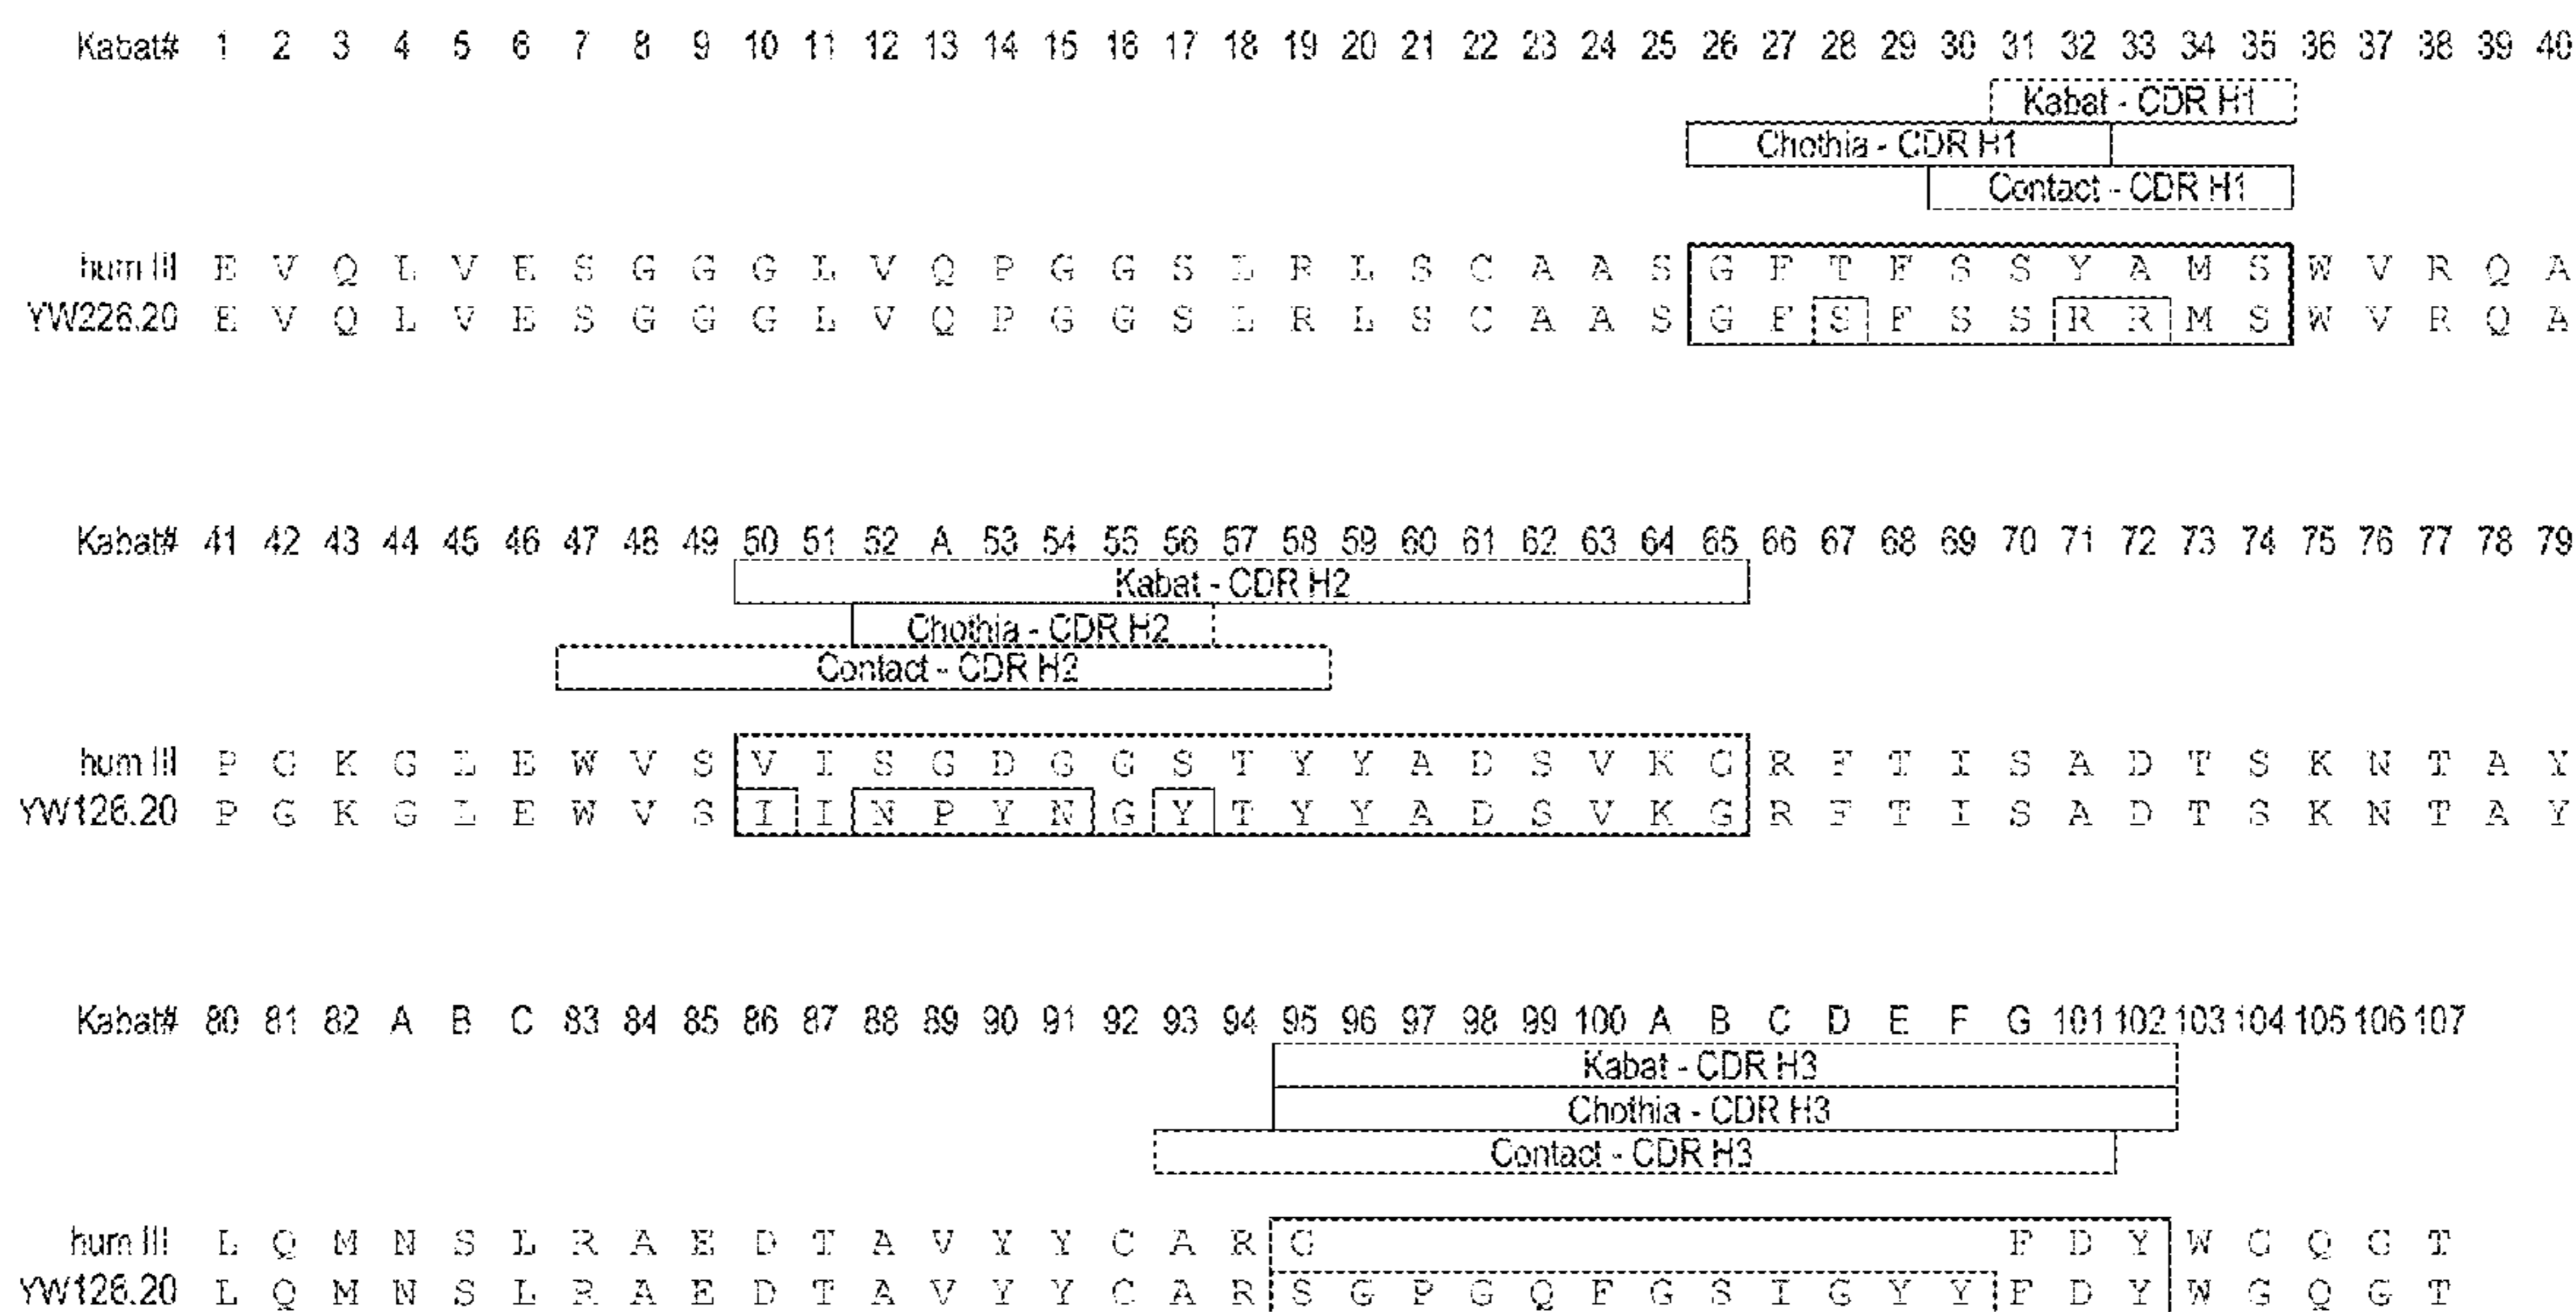 Kabat# 1 2 3 4 5 6 7 8 9 10 11 12 13 14 15 16 17 18 19 20 21 22 23 24 25 26 27 28 29 30 31 32 33 34 35 36 37 38 39 40
Kabat - CDR H1
Chothia - CDR H1
Contact - CDR H1
hum III E V Q L V E S G G G L V Q P G G S L R L S C A A S G F T F S S Y A M S W V R Q A
YW226.20 E V Q L V E S G G G L V Q P G G S L R L S C A A S G F S F S S R R M S W V R Q A
Kabat# 41 42 43 44 45 46 47 48 49 50 51 52 A 53 54 55 56 57 58 59 60 61 62 63 64 65 66 67 68 69 70 71 72 73 74 75 76 77 78 79
Kabat - CDR H2
Chothia - CDR H2
Contact - CDR H2
hum III P G K G L E W V S V I S G D G G S T Y Y A D S V K G R F T I S A D T S K N T A Y
YW126.20 P G K G L E W V S I I N P Y N G Y T Y Y A D S V K G R F T I S A D T S K N T A Y
Kabat# 80 81 82 A B C 83 84 85 86 87 88 89 90 91 92 93 94 95 96 97 98 99 100 A B C D E F G 101 102 103 104 105 106 107
Kabat - CDR H3
Chothia - CDR H3
Contact - CDR H3
hum III L Q M N S L R A E D T A V Y Y C A R G F D Y W G Q G T
YW126.20 L Q M N S L R A E D T A V Y Y C A R S G P G Q F G S I G Y Y F D Y W G Q G T